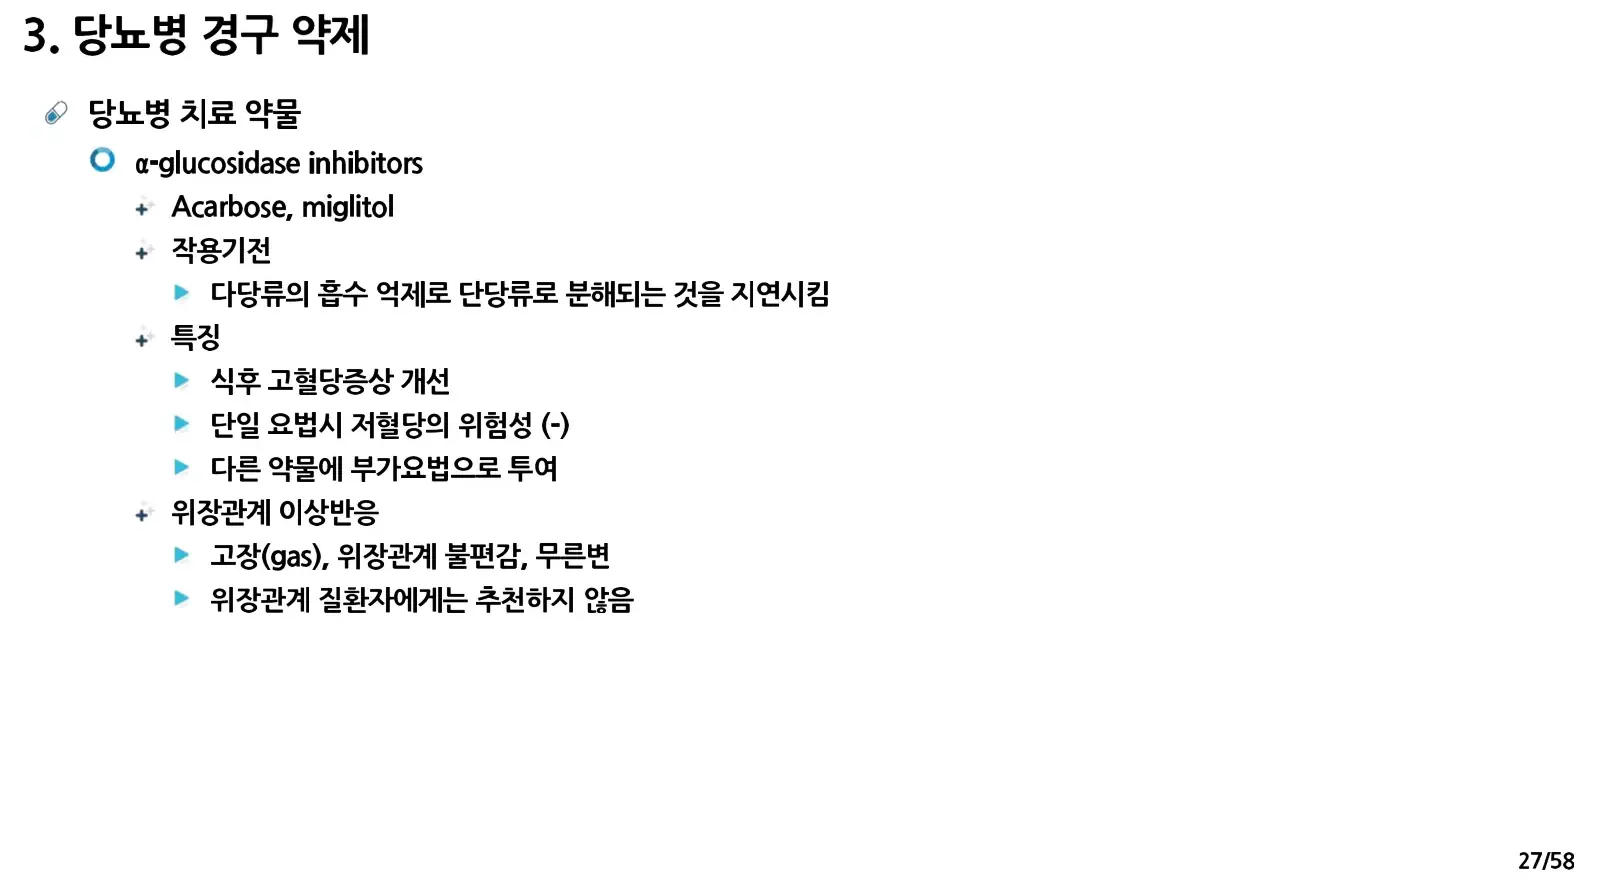 3. 당뇨병 경구 약제
당뇨병 치료 약물
α-glucosidase inhibitors
Acarbose, miglitol
작용기전
다당류의 흡수 억제로 단당류로 분해되는 것을 지연시킴
특징
식후 고혈당증상 개선
단일 요법시 저혈당의 위험성 (-)
다른 약물에 부가요법으로 투여
위장관계 이상반응
고장(gas), 위장관계 불편감, 무른변
위장관계 질환자에게는 추천하지 않음
27/58